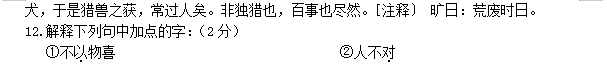 犬，于是猎兽之获，常过人矣。非独猎也，百事也尽然。[注释] 旷日：荒废时日。
12.解释下列句中加点的字：(2 分)
①不以物喜 ②人不对